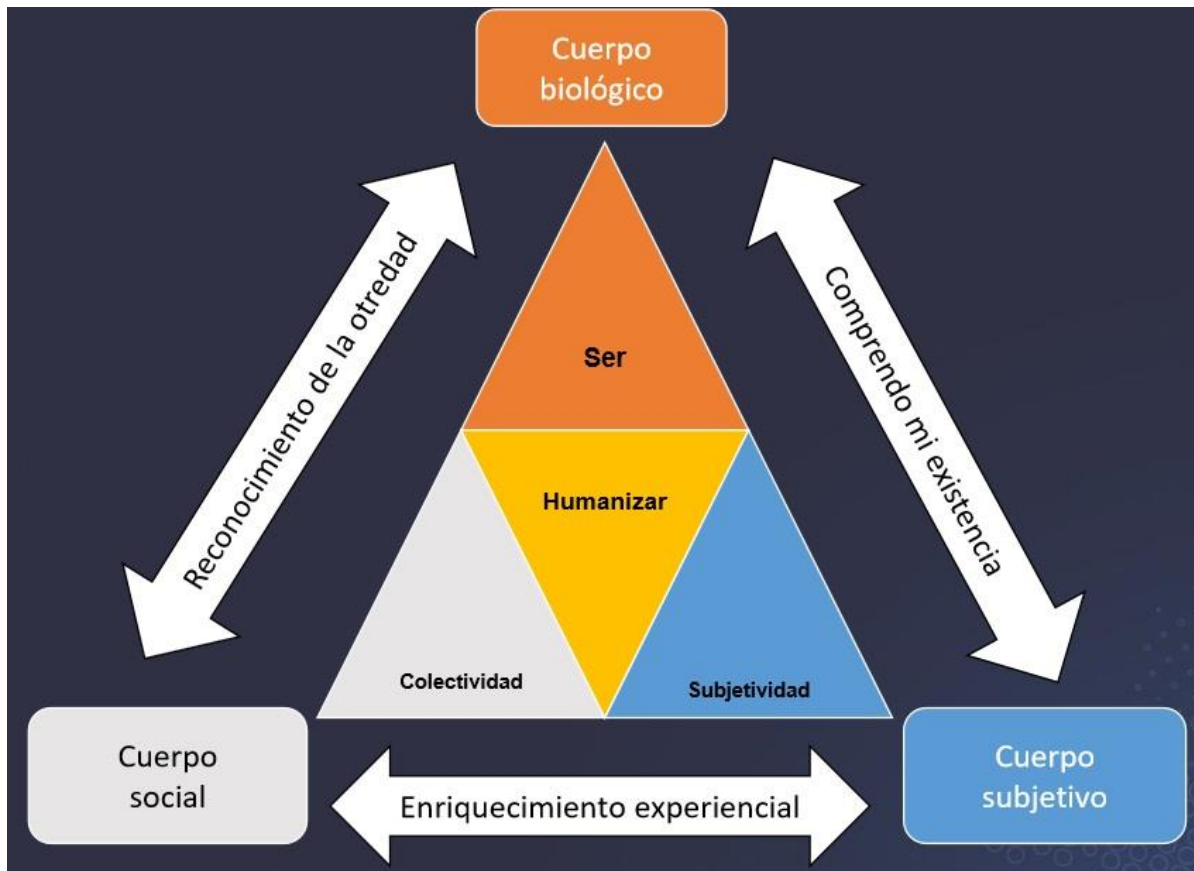 Cuerpo
biológico
Reconocimiento de la otredad
Comprendo mi existencia
Ser
Humanizar
Colectividad
Subjetividad
Cuerpo
social
Enriquecimiento experiencial
Cuerpo
subjetivo